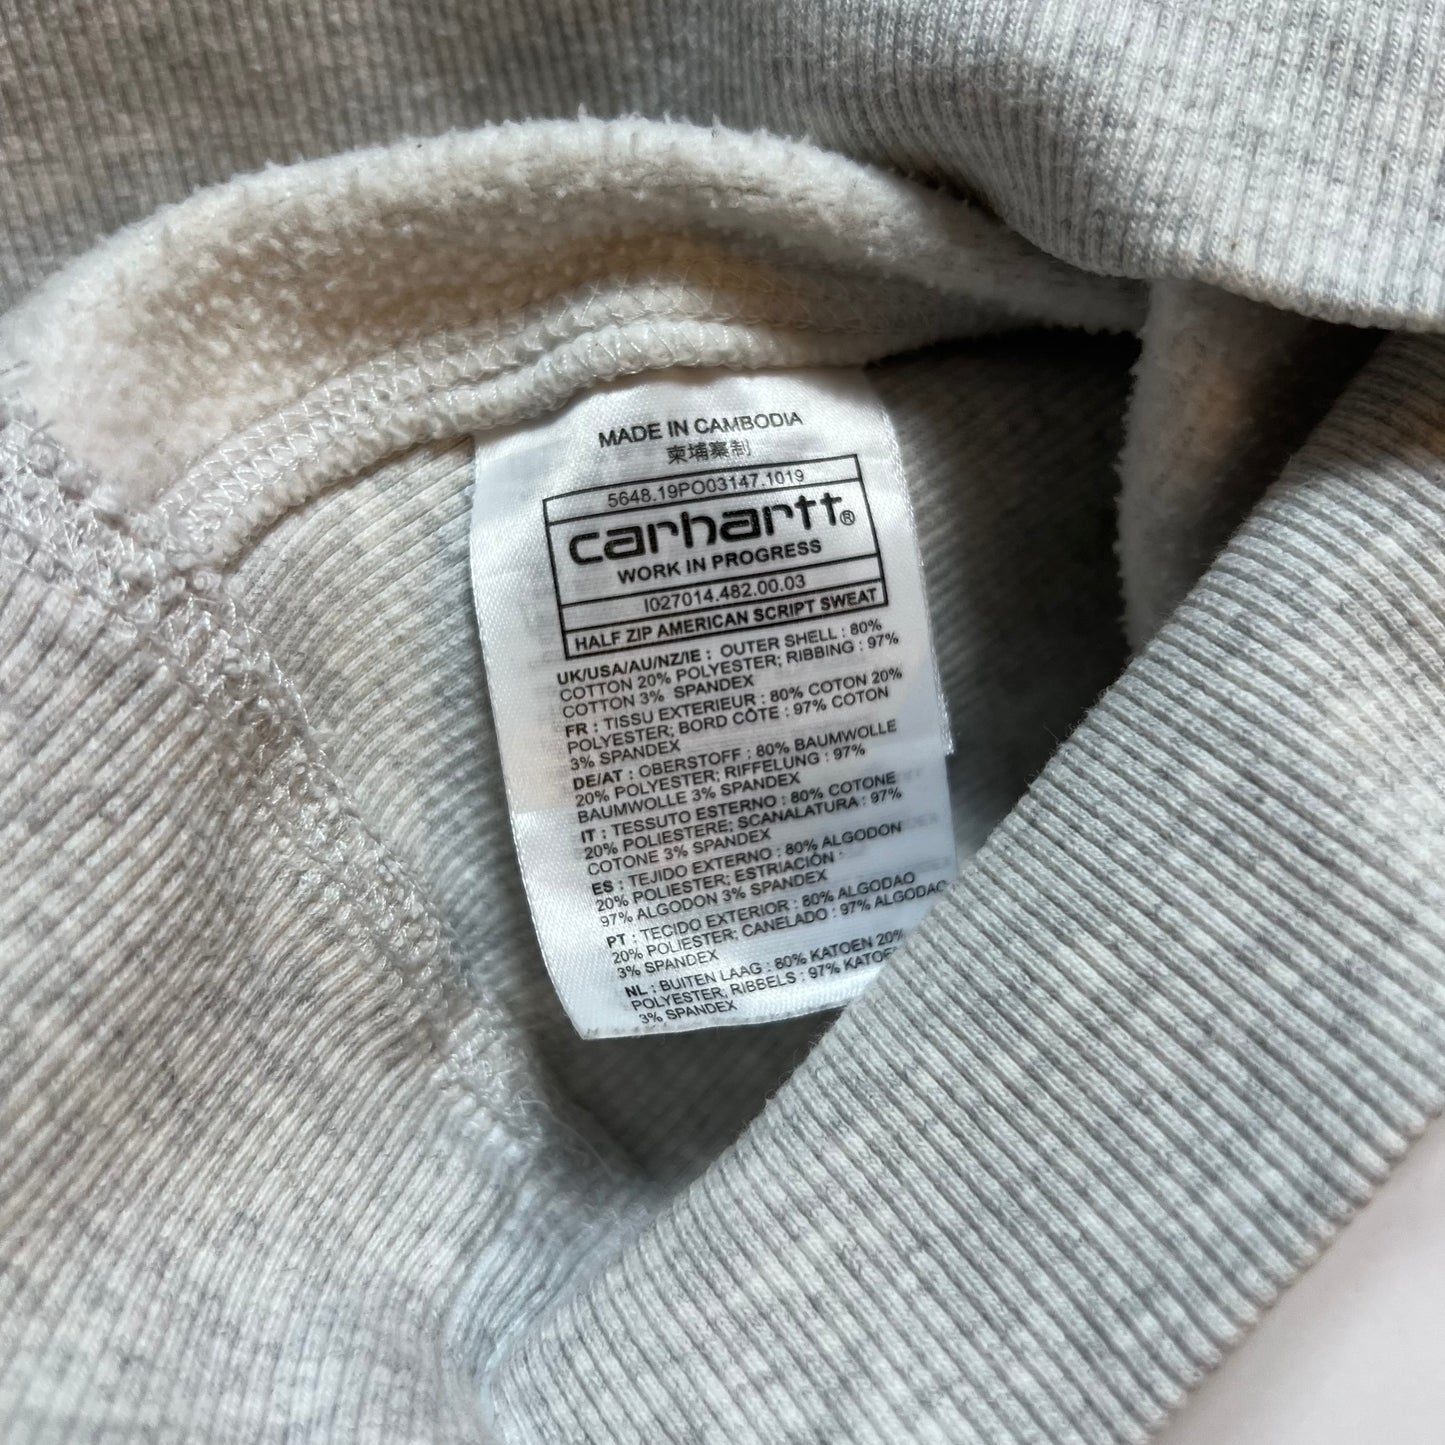 MADE IN CAMBODIA
柬埔寨制
5648.19PO03147.1019
carhartt®
WORK IN PROGRESS
I027014.482.00.03
HALF ZIP AMERICAN SCRIPT SWEAT
UK/USA/AU/NZ/IE : OUTER SHELL : 80%
COTTON 20% POLYESTER; RIBBING : 97%
COTTON 3% SPANDEX
FR : TISSU EXTERIEUR : 80% COTON 20%
POLYESTER; BORD CÔTE : 97% COTON
3% SPANDEX
DE/AT : OBERSTOFF : 80% BAUMWOLLE
20% POLYESTER; RIFFELUNG : 97%
BAUMWOLLE 3% SPANDEX
IT : TESSUTO ESTERNO : 80% COTONE
20% POLIESTERE; SCANALATURA : 97%
COTONE 3% SPANDEX
ES : TEJIDO EXTERNO : 80% ALGODON
20% POLIESTER; ESTRIACIÓN :
97% ALGODON 3% SPANDEX
PT : TECIDO EXTERIOR : 80% ALGODAO
20% POLIESTER; CANELADO : 97% ALGODAO
3% SPANDEX
NL : BUITEN LAAG : 80% KATOEN 20%
POLYESTER; RIBBELS : 97% KATOE
3% SPANDEX